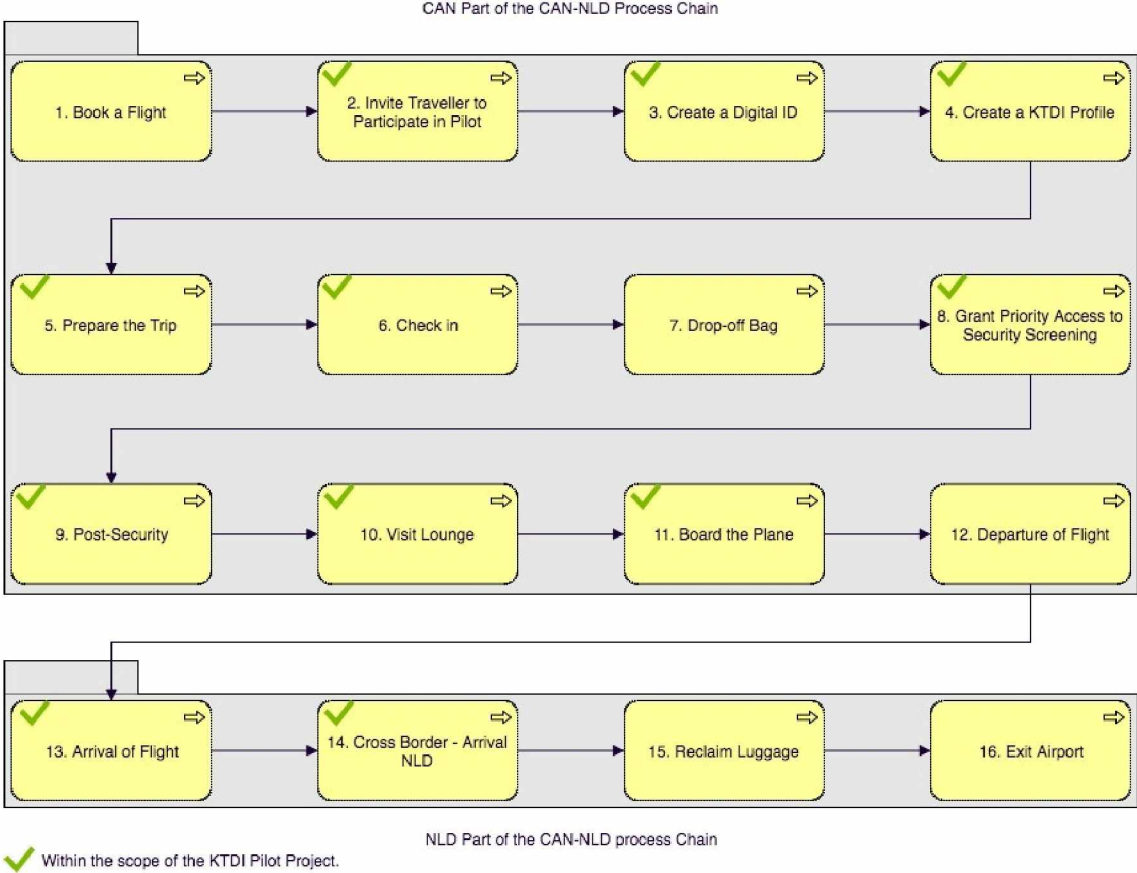 CAN Part of the CAN-NLD Process Chain
1. Book a Flight
2. Invite Traveller to
Participate in Pilot
3. Create a Digital ID
4. Create a KTDI Profile
5. Prepare the Trip
6. Check in
7. Drop-off Bag
8. Grant Priority Access to
Security Screening
9. Post-Security
10. Visit Lounge
11. Board the Plane
12. Departure of Flight
13. Arrival of Flight
14. Cross Border - Arrival
NLD
15. Reclaim Luggage
16. Exit Airport
NLD Part of the CAN-NLD process Chain
Within the scope of the KTDI Pilot Project.